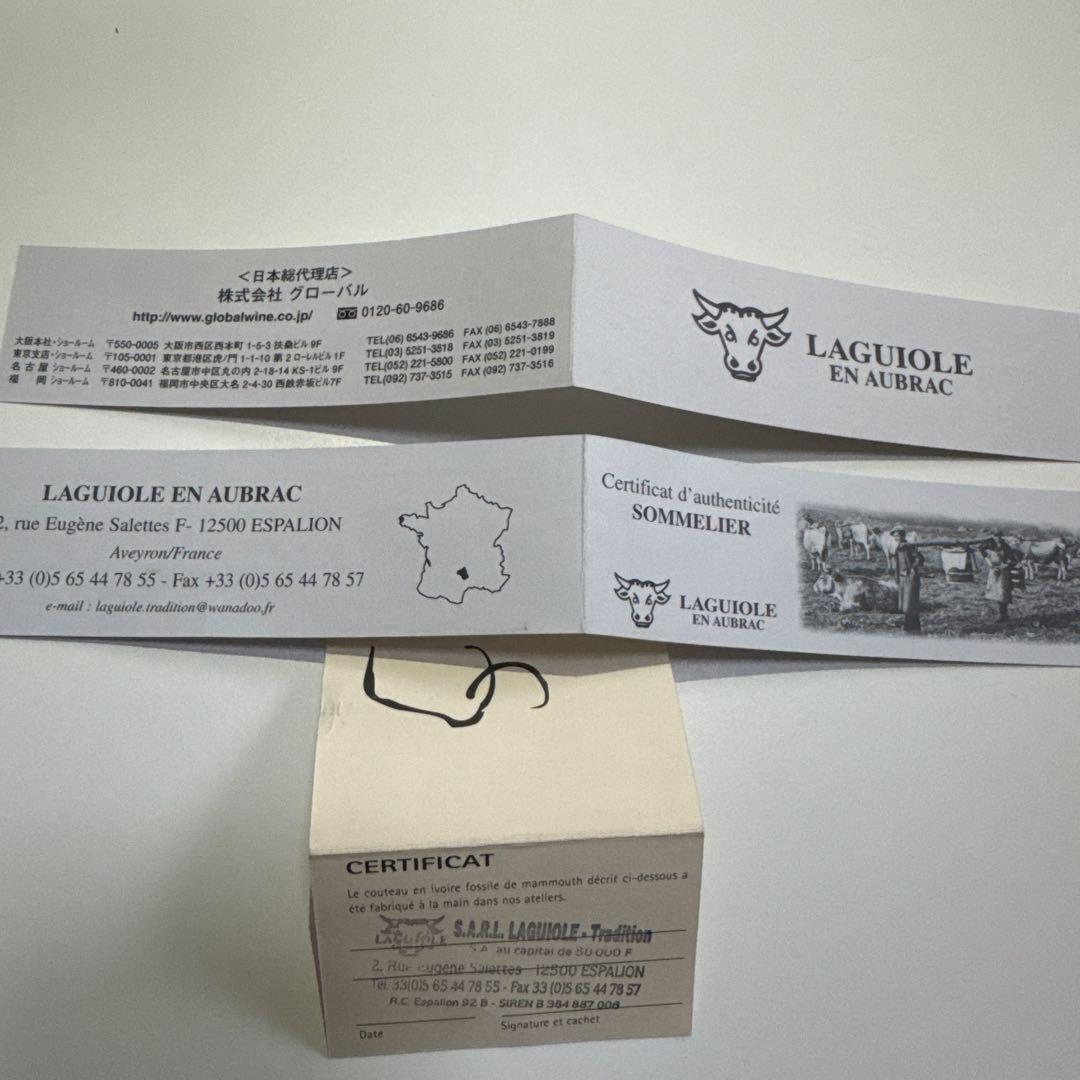 ＜日本総代理店＞
株式会社 グローバル
http://www.globalwine.co.jp/ 0120-60-9686
大阪本社・ショールーム 〒550-0005 大阪市西区西本町 1-5-3 扶桑ビル 9F TEL(06) 6543-9686 FAX (06) 6543-7888
東京支店・ショールーム 〒105-0001 東京都港区虎ノ門 1-1-10 第 2 ローレルビル 1F TEL(03) 5251-3818 FAX (03) 5251-3819
名古屋 ショールーム 〒460-0002 名古屋市中区丸の内 2-18-14 KS-1ビル 9F TEL(052) 221-5800 FAX (052) 221-0199
福岡 ショールーム 〒810-0041 福岡市中央区大名 2-4-30 西鉄赤坂ビル7F TEL(092) 737-3515 FAX (092) 737-3516
LAGUIOLE
EN AUBRAC
LAGUIOLE EN AUBRAC
2, rue Eugène Salettes F- 12500 ESPALION
Aveyron/France
+33 (0)5 65 44 78 55 - Fax +33 (0)5 65 44 78 57
e-mail : laguiole.tradition@wanadoo.fr
Certificat d'authenticité
SOMMELIER
LAGUIOLE
EN AUBRAC
CERTIFICAT
Le couteau en ivoire fossile de mammouth décrit ci-dessous a
été fabriqué à la main dans nos ateliers.
LAGUIOLE S.A.R.L. LAGUIOLE - Tradition
S.A. au capital de 50 000 F
2. Rue Eugène Salettes 12500 ESPALION
Tél. 33(0)5 65 44 78 55 - Fax 33 (0)5 65 44 78 57
R.C. Espalion 92 B - SIREN B 384 887 008
Date Signature et cachet